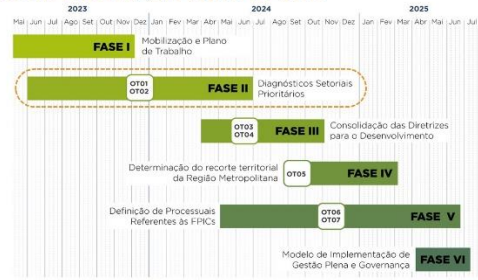 2023 2024 2025
Mai Jun Jul Ago Set Out Nov Dez Jan Fev Mar Abr Mai Jun Jul Ago Set Out Nov Dez Jan Fev Mar Abr Mai Jun Jul
FASE I Mobilização e Plano
de Trabalho
OT01
OT02
FASE II
Diagnósticos Setoriais
Prioritários
OT03
OT04
FASE III
Consolidação das Diretrizes
para o Desenvolvimento
Determinação do recorte territorial
da Região Metropolitana
OT05
FASE IV
Definição de Processuais
Referentes às FPICs
OT06
OT07
FASE V
Modelo de Implementação de
Gestão Plena e Governança
FASE VI